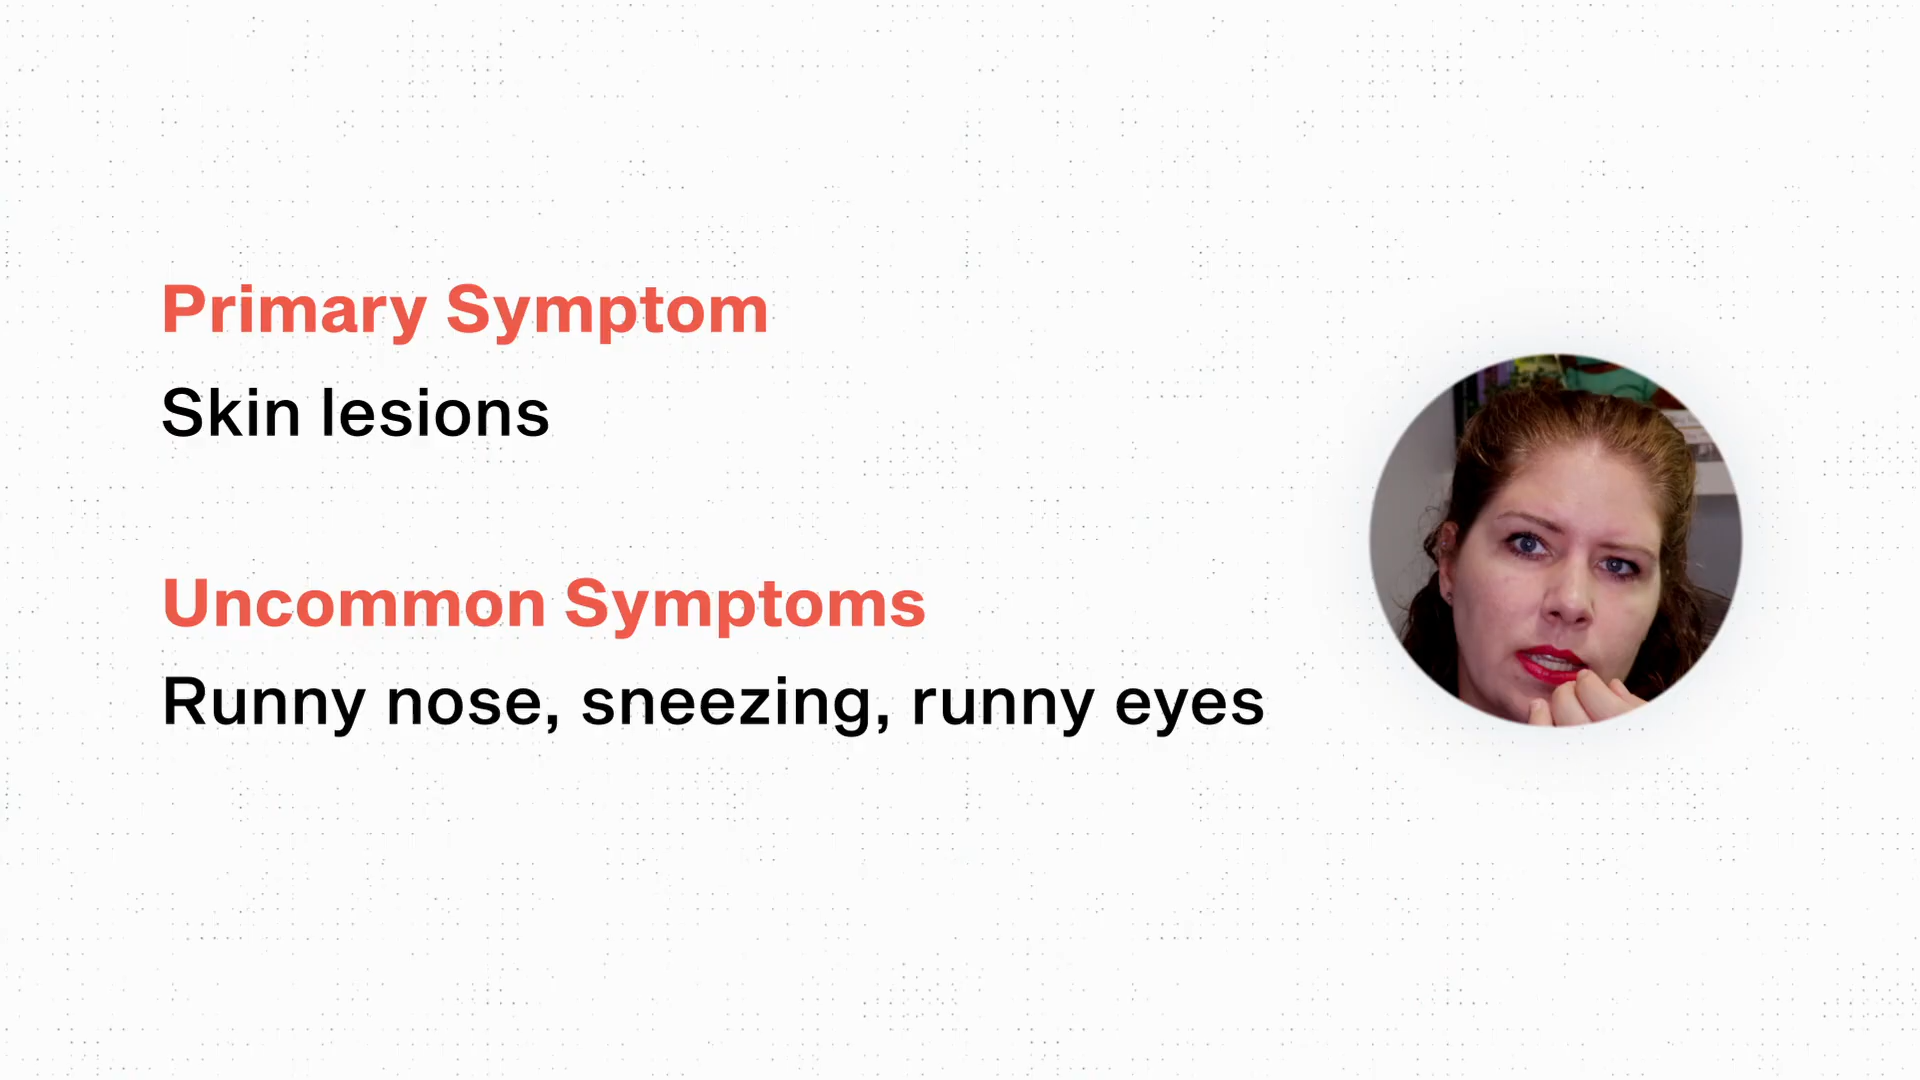 Primary Symptom
Skin lesions
Uncommon Symptoms
Runny nose, sneezing, runny eyes